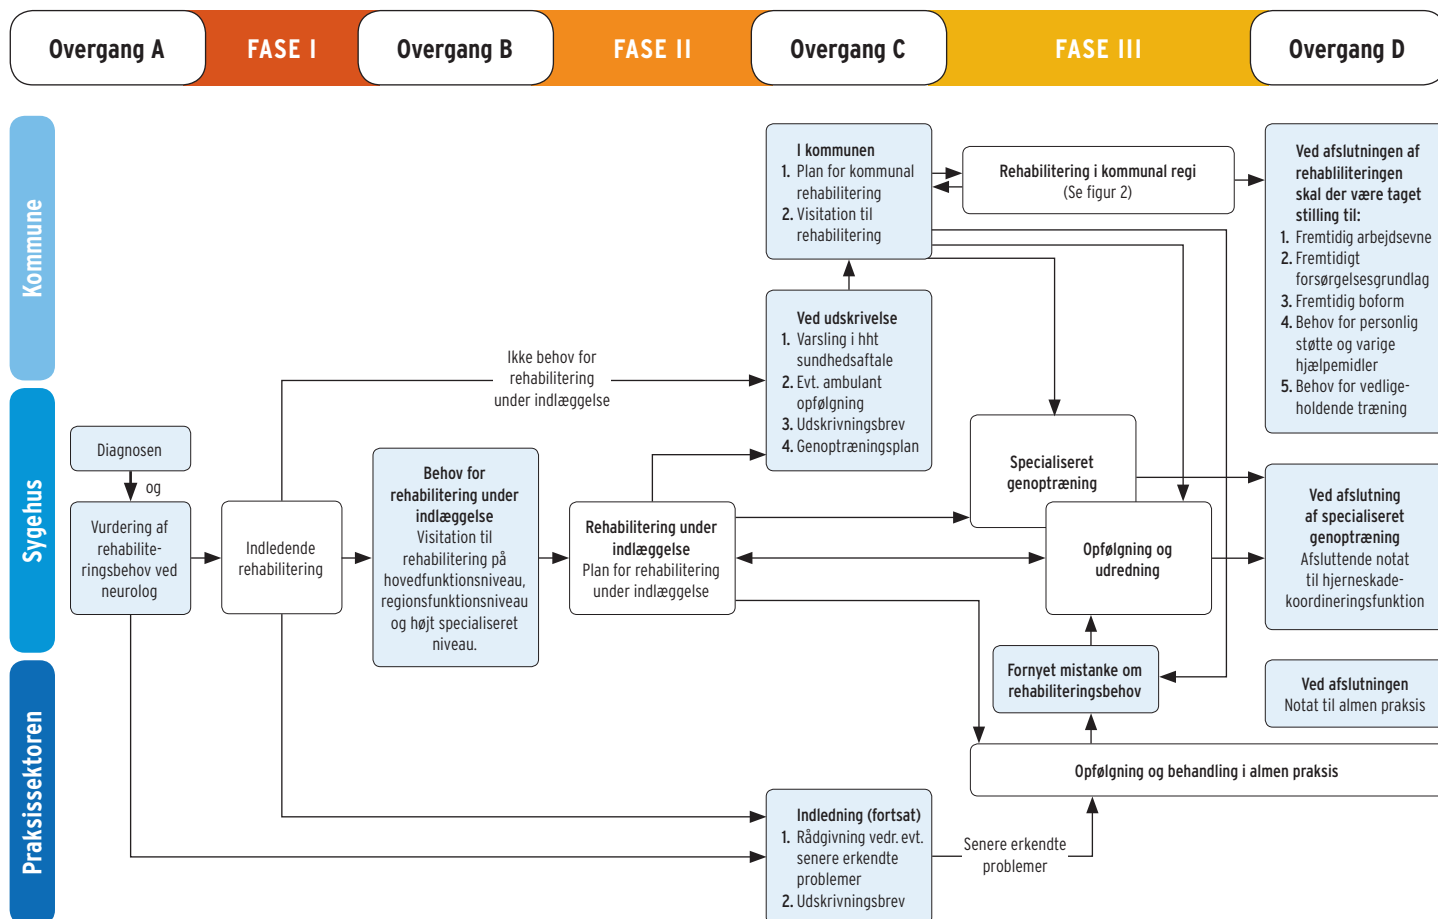 Overgang A
FASE I
Overgang B
FASE II
Overgang C
FASE III
Overgang D
Kommune
Sygehus
Praksissektoren
I kommunen
1. Plan for kommunal
rehabilitering
2. Visitation til
rehabilitering
Rehabilitering i kommunal regi
(Se figur 2)
Ved afslutningen af
rehabliliteringen
skal der være taget
stilling til:
1. Fremtidig arbejdsevne
2. Fremtidigt
forsørgelsesgrundlag
3. Fremtidig boform
4. Behov for personlig
støtte og varige
hjælpemidler
5. Behov for vedlige-
holdende træning
Ved udskrivelse
1. Varsling i hht
sundhedsaftale
2. Evt. ambulant
opfølgning
3. Udskrivningsbrev
4. Genoptræningsplan
Ikke behov for
rehabilitering
under indlæggelse
Diagnosen
og
Vurdering af
rehabilite-
ringsbehov ved
neurolog
Indledende
rehabilitering
Behov for
rehabilitering under
indlæggelse
Visitation til
rehabilitering på
hovedfunktionsniveau,
regionsfunktionsniveau
og højt specialiseret
niveau.
Rehabilitering under
indlæggelse
Plan for rehabilitering
under indlæggelse
Specialiseret
genoptræning
Opfølgning og
udredning
Ved afslutning
af specialiseret
genoptræning
Afsluttende notat
til hjerneskade-
koordineringsfunktion
Fornyet mistanke om
rehabiliteringsbehov
Ved afslutningen
Notat til almen praksis
Opfølgning og behandling i almen praksis
Indledning (fortsat)
1. Rådgivning vedr. evt.
senere erkendte
problemer
2. Udskrivningsbrev
Senere erkendte
problemer